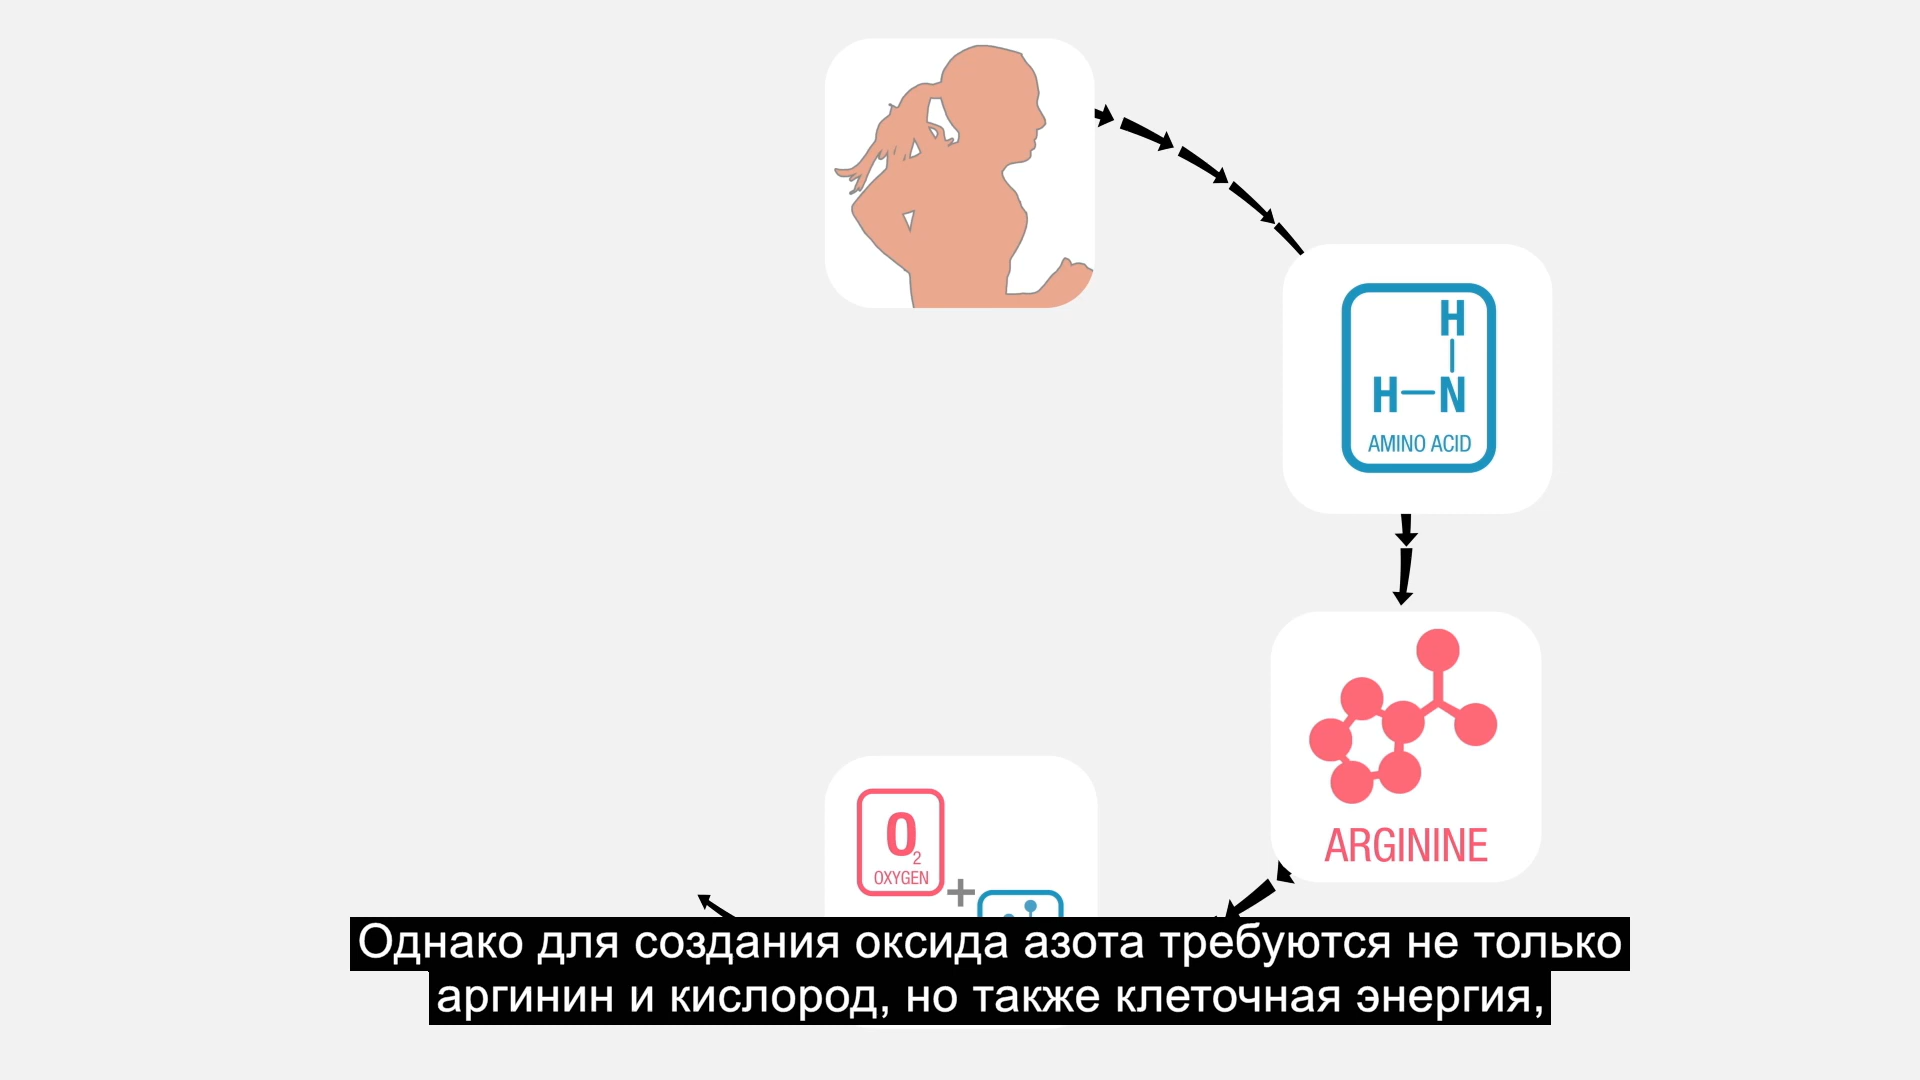 H
H—N
AMINO ACID
ARGININE
O2
OXYGEN
+
Однако для создания оксида азота требуются не только
аргинин и кислород, но также клеточная энергия,